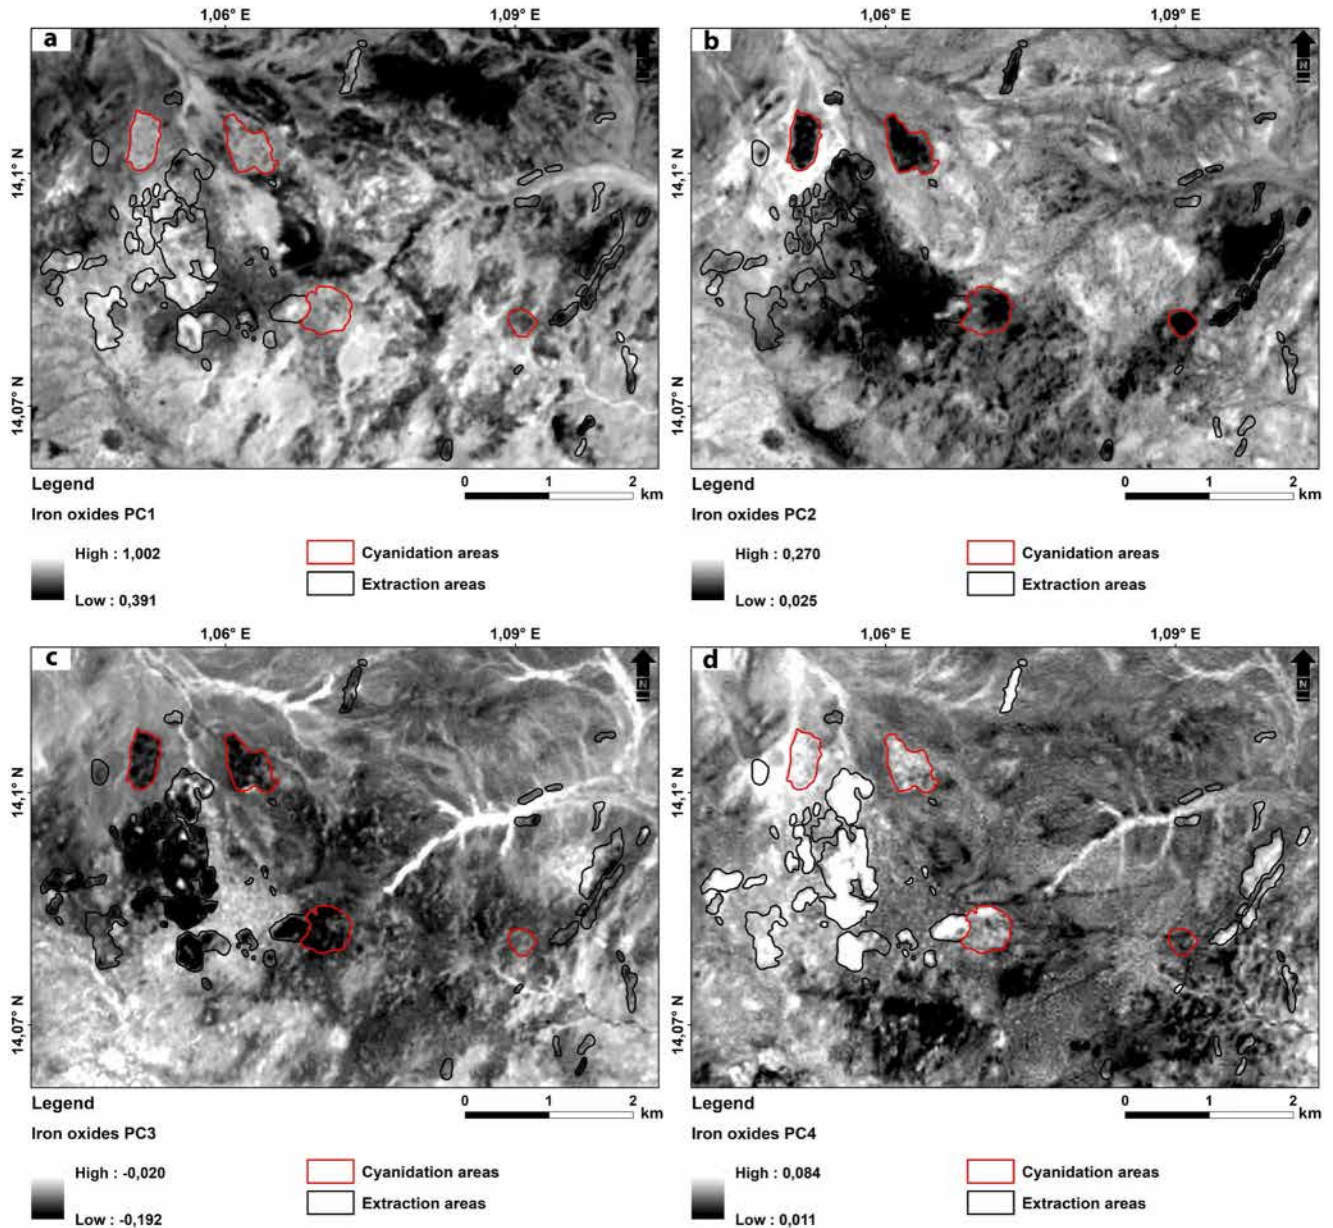 1,06° E 1,09° E 1,06° E 1,09° E
a b
N N
14,1° N 14,1° N
14,07° N 14,07° N
Legend 0 1 2 Legend 0 1 2
km km
Iron oxides PC1 Iron oxides PC2
High : 1,002 Cyanidation areas High : 0,270 Cyanidation areas
Low : 0,391 Extraction areas Low : 0,025 Extraction areas
1,06° E 1,09° E 1,06° E 1,09° E
c d
N N
14,1° N 14,1° N
14,07° N 14,07° N
Legend 0 1 2 Legend 0 1 2
km km
Iron oxides PC3 Iron oxides PC4
High : -0,020 Cyanidation areas High : 0,084 Cyanidation areas
Low : -0,192 Extraction areas Low : 0,011 Extraction areas